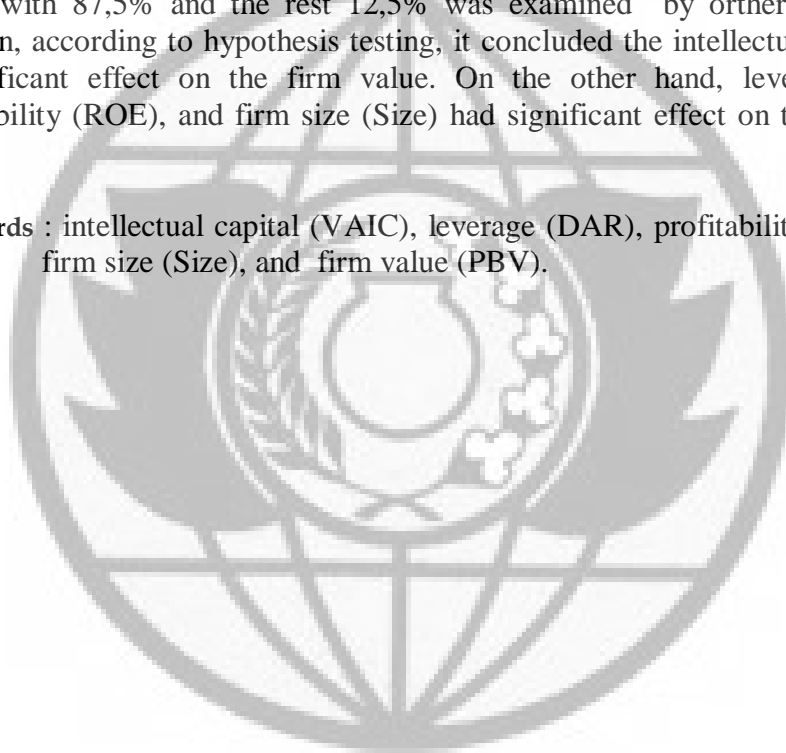 with 87,5% and the rest 12,5% was examined by orther
n, according to hypothesis testing, it concluded the intellectu
ficant effect on the firm value. On the other hand, lever
bility (ROE), and firm size (Size) had significant effect on t
rds : intellectual capital (VAIC), leverage (DAR), profitabilit
firm size (Size), and firm value (PBV).